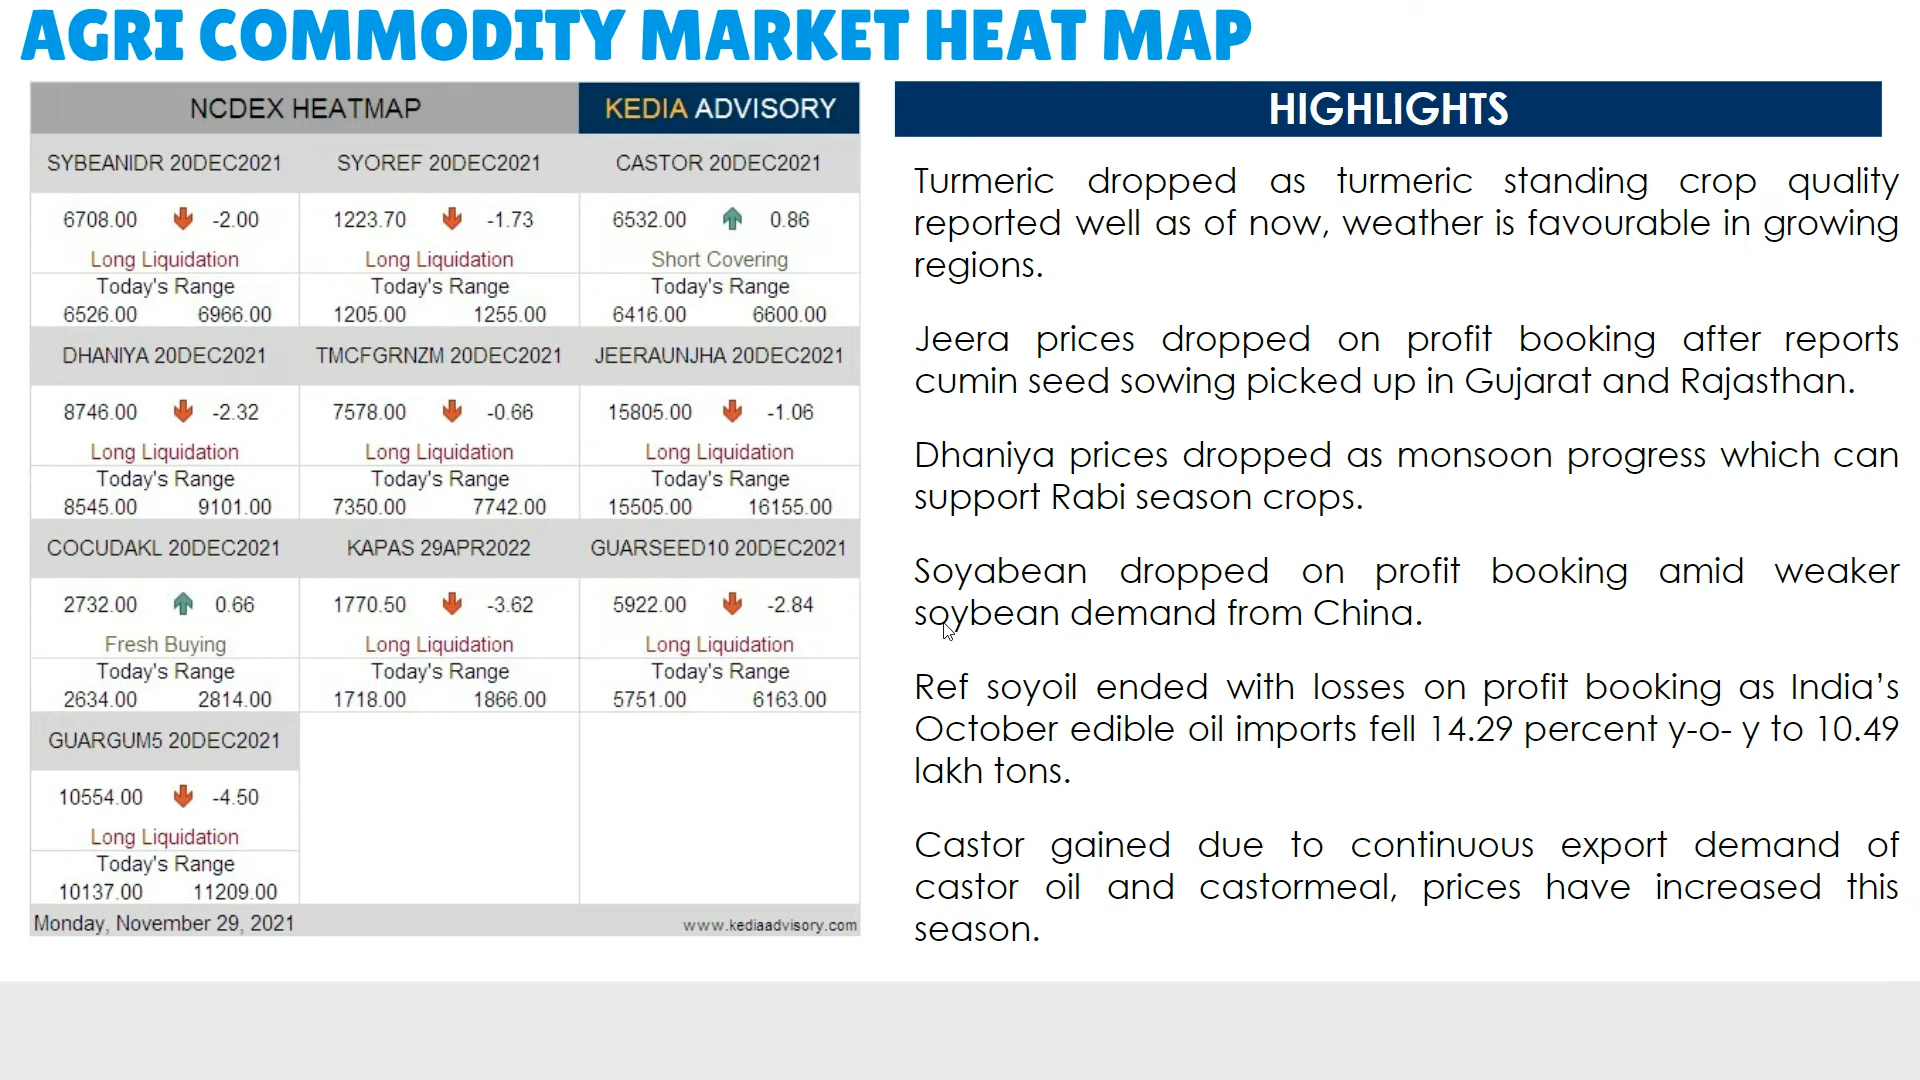 AGRI COMMODITY MARKET HEAT MAP
NCDEX HEATMAP KEDIA ADVISORY
SYBEANIDR 20DEC2021 SYOREF 20DEC2021 CASTOR 20DEC2021
6708.00 -2.00 1223.70 -1.73 6532.00 0.86
Long Liquidation Long Liquidation Short Covering
Today's Range Today's Range Today's Range
6526.00 6966.00 1205.00 1255.00 6416.00 6600.00
DHANIYA 20DEC2021 TMCFGRNZM 20DEC2021 JEERAUNJHA 20DEC2021
8746.00 -2.32 7578.00 -0.66 15805.00 -1.06
Long Liquidation Long Liquidation Long Liquidation
Today's Range Today's Range Today's Range
8545.00 9101.00 7350.00 7742.00 15505.00 16155.00
COCUDAKL 20DEC2021 KAPAS 29APR2022 GUARSEED10 20DEC2021
2732.00 0.66 1770.50 -3.62 5922.00 -2.84
Fresh Buying Long Liquidation Long Liquidation
Today's Range Today's Range Today's Range
2634.00 2814.00 1718.00 1866.00 5751.00 6163.00
GUARGUM5 20DEC2021
10554.00 -4.50
Long Liquidation
Today's Range
10137.00 11209.00
Monday, November 29, 2021 www.kediaadvisory.com
HIGHLIGHTS
Turmeric dropped as turmeric standing crop quality
reported well as of now, weather is favourable in growing
regions.
Jeera prices dropped on profit booking after reports
cumin seed sowing picked up in Gujarat and Rajasthan.
Dhaniya prices dropped as monsoon progress which can
support Rabi season crops.
Soyabean dropped on profit booking amid weaker
soybean demand from China.
Ref soyoil ended with losses on profit booking as India's
October edible oil imports fell 14.29 percent y-o- y to 10.49
lakh tons.
Castor gained due to continuous export demand of
castor oil and castormeal, prices have increased this
season.